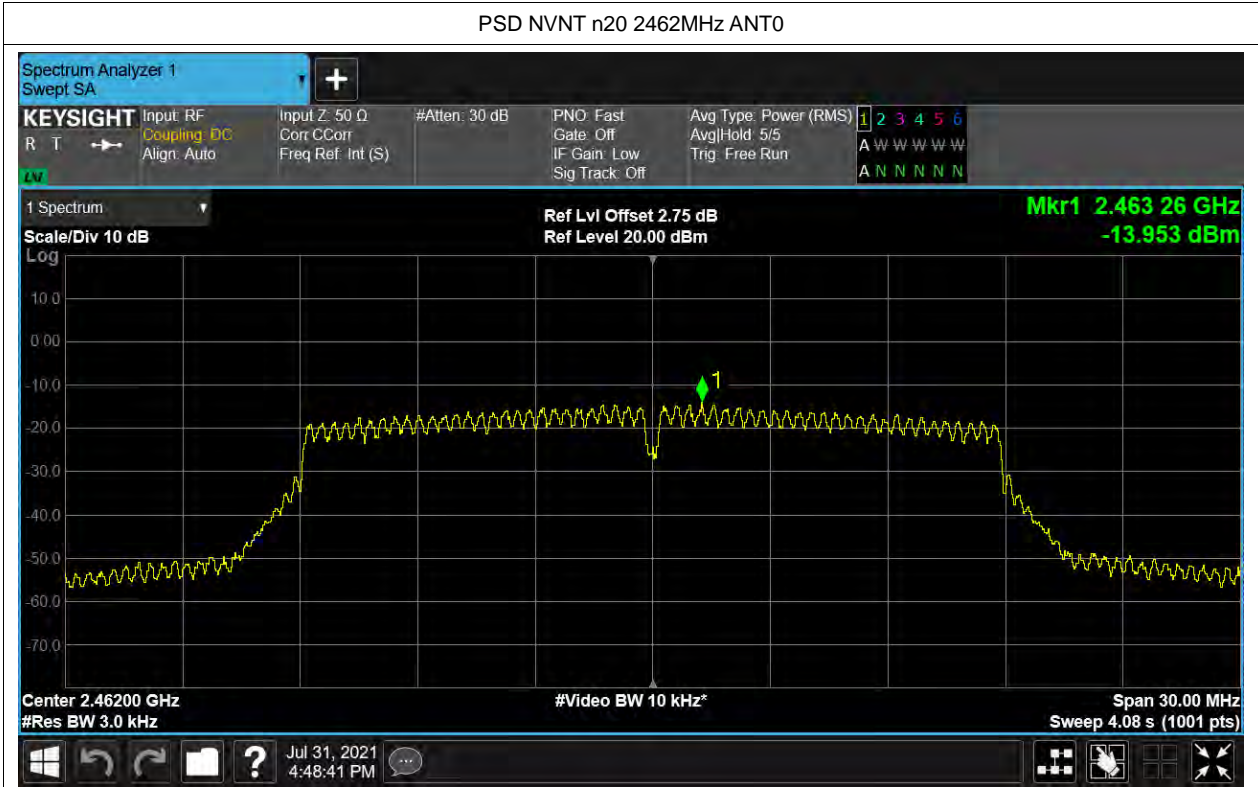 PSD NVNT n20 2462MHz ANT0
Spectrum Analyzer 1
Swept SA
+
KEYSIGHT
R T
LXI
Input: RF
Coupling: DC
Align: Auto
Input Z: 50 Ω
Corr CCorr
Freq Ref: Int (S)
#Atten: 30 dB
PNO: Fast
Gate: Off
IF Gain: Low
Sig Track: Off
Avg Type: Power (RMS)
Avg|Hold: 5/5
Trig: Free Run
1 2 3 4 5 6
A W W W W W
A N N N N N
1 Spectrum
Scale/Div 10 dB
Log
Ref Lvl Offset 2.75 dB
Ref Level 20.00 dBm
Mkr1 2.463 26 GHz
-13.953 dBm
10.0
0.00
-10.0
-20.0
-30.0
-40.0
-50.0
-60.0
-70.0
1
Center 2.46200 GHz
#Res BW 3.0 kHz
#Video BW 10 kHz*
Span 30.00 MHz
Sweep 4.08 s (1001 pts)
?
Jul 31, 2021
4:48:41 PM